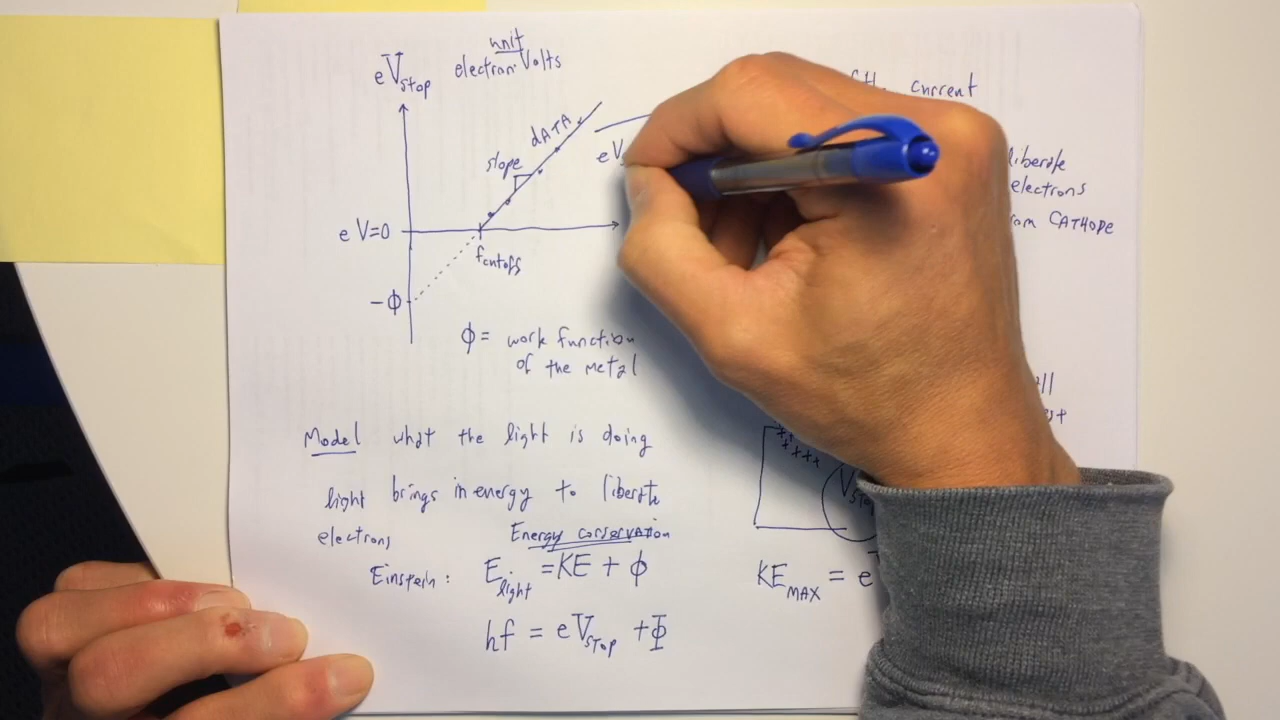 unit
eV_stop electron·Volts
dATA
slope
eV
e V=0
f_cutoff
-ϕ
ϕ = work function
of the metal
current
liberate
electrons
CATHODE
Model what the light is doing
light brings in energy to liberate
electrons
Energy conservation
Einstein: E_light = KE + ϕ
hf = eV_STOP + Φ
+ + + + + +
V_STOP
KE_MAX = e